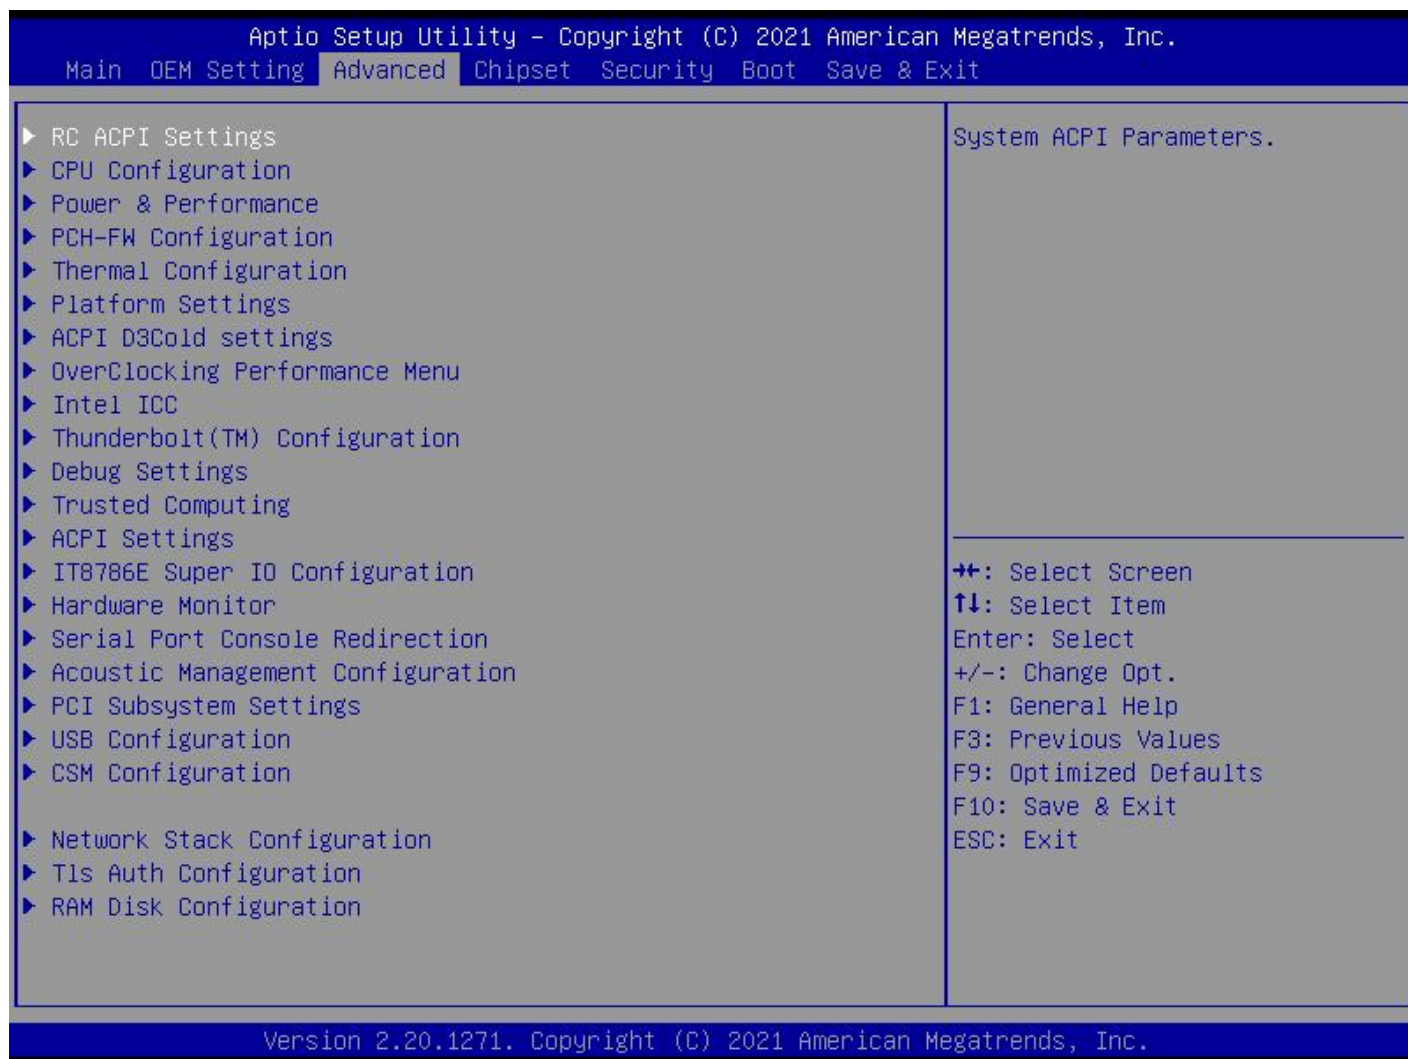 Aptio Setup Utility – Copyright (C) 2021 American Megatrends, Inc.
Main OEM Setting Advanced Chipset Security Boot Save & Exit
▶ RC ACPI Settings
▶ CPU Configuration
▶ Power & Performance
▶ PCH-FW Configuration
▶ Thermal Configuration
▶ Platform Settings
▶ ACPI D3Cold settings
▶ OverClocking Performance Menu
▶ Intel ICC
▶ Thunderbolt(TM) Configuration
▶ Debug Settings
▶ Trusted Computing
▶ ACPI Settings
▶ IT8786E Super IO Configuration
▶ Hardware Monitor
▶ Serial Port Console Redirection
▶ Acoustic Management Configuration
▶ PCI Subsystem Settings
▶ USB Configuration
▶ CSM Configuration
▶ Network Stack Configuration
▶ Tls Auth Configuration
▶ RAM Disk Configuration
System ACPI Parameters.
→←: Select Screen
↑↓: Select Item
Enter: Select
+/-: Change Opt.
F1: General Help
F3: Previous Values
F9: Optimized Defaults
F10: Save & Exit
ESC: Exit
Version 2.20.1271. Copyright (C) 2021 American Megatrends, Inc.